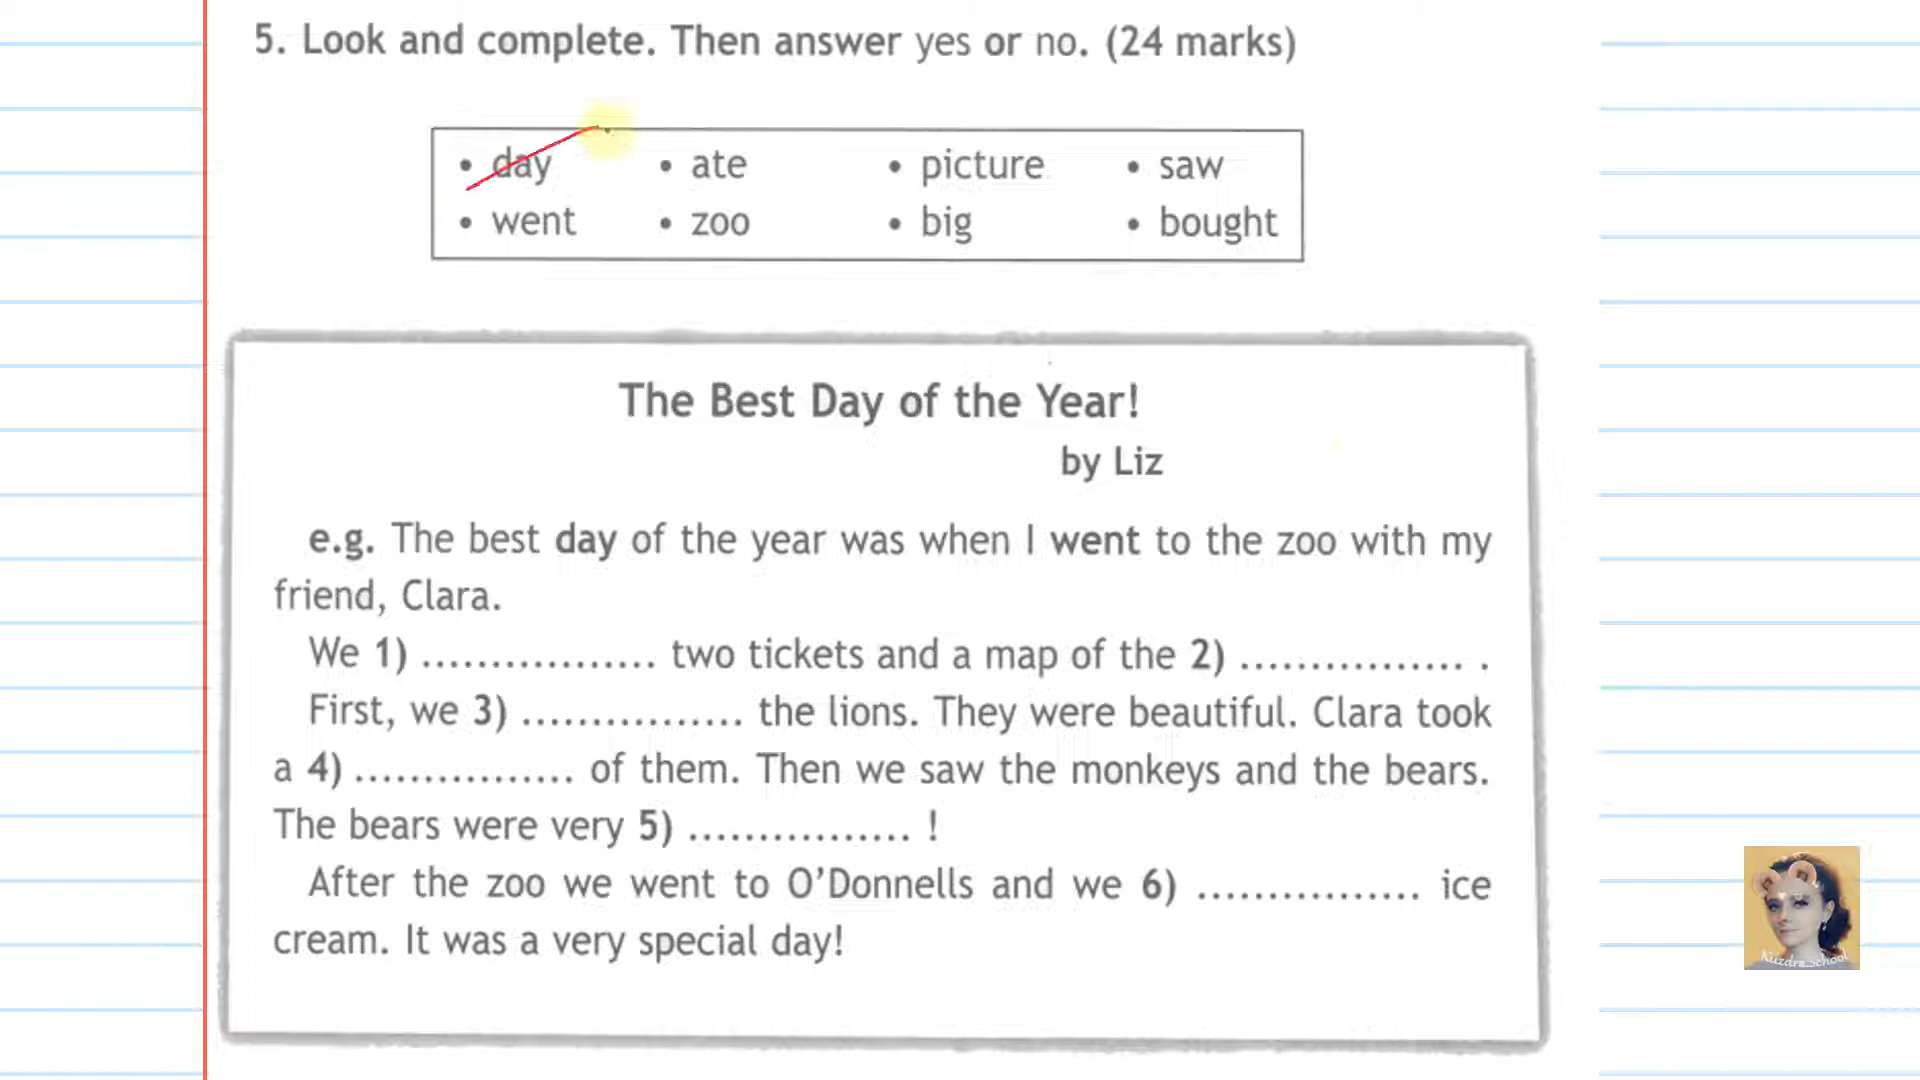 5. Look and complete. Then answer yes or no. (24 marks)
• day • ate • picture • saw
• went • zoo • big • bought
The Best Day of the Year!
by Liz
e.g. The best day of the year was when I went to the zoo with my
friend, Clara.
We 1) ................. two tickets and a map of the 2) ................ .
First, we 3) ................ the lions. They were beautiful. Clara took
a 4) ................ of them. Then we saw the monkeys and the bears.
The bears were very 5) ................ !
After the zoo we went to O’Donnells and we 6) ................ ice
cream. It was a very special day!
Kuzdra School